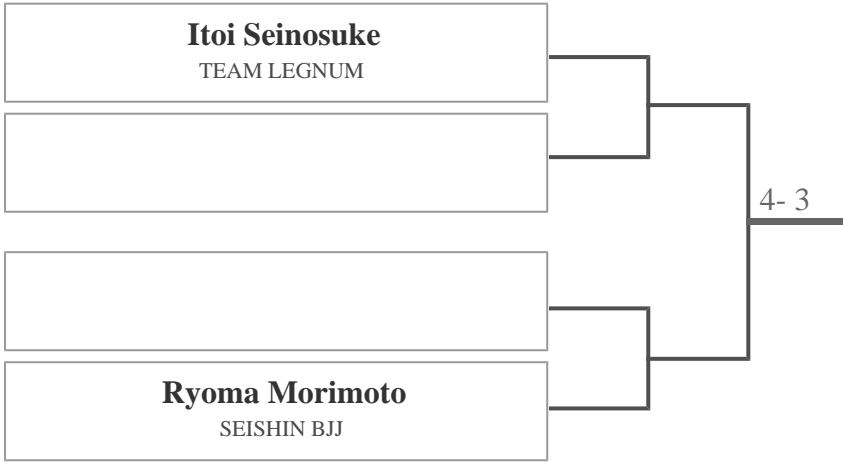 Itoi Seinosuke
TEAM LEGNUM
4- 3
Ryoma Morimoto
SEISHIN BJJ